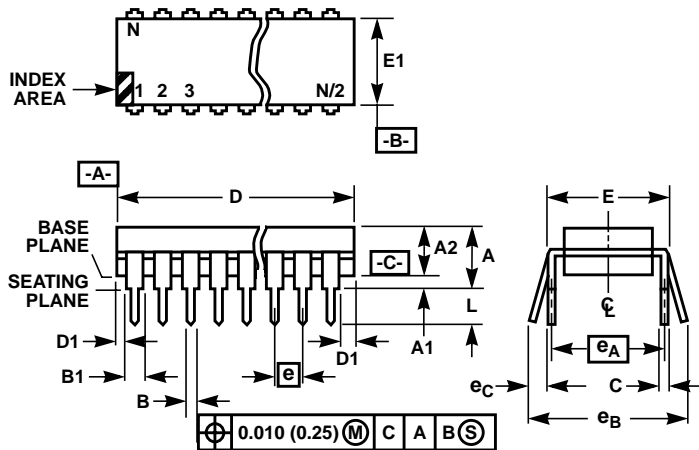 N
E1
INDEX
AREA
1 2 3 N/2
-B-
-A-
D
E
BASE
PLANE
A2
A
-C-
SEATING
PLANE
L
C
L
D1
A1
D1
eA
B1
e
eC
C
B
eB
0.010 (0.25) M C A B S